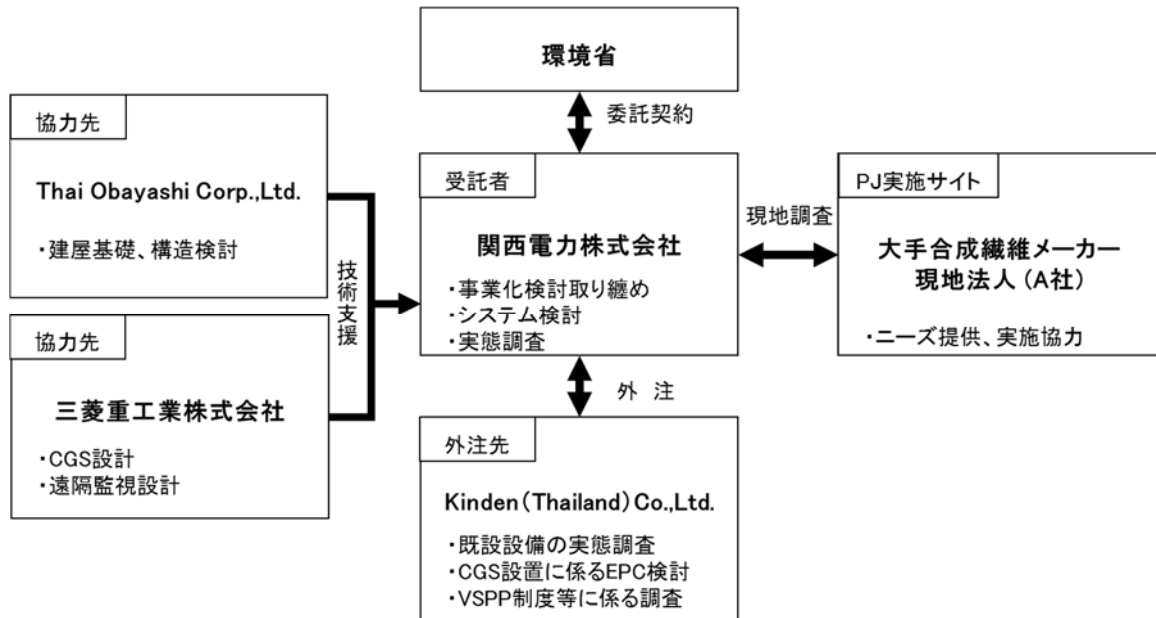 環境省
委託契約
協力先
Thai Obayashi Corp.,Ltd.
・建屋基礎、構造検討
協力先
三菱重工業株式会社
・CGS設計
・遠隔監視設計
技術支援
受託者
関西電力株式会社
・事業化検討取り纏め
・システム検討
・実態調査
現地調査
PJ実施サイト
大手合成繊維メーカー
現地法人(A社)
・ニーズ提供、実施協力
外 注
外注先
Kinden(Thailand)Co.,Ltd.
・既設設備の実態調査
・CGS設置に係るEPC検討
・VSPP制度等に係る調査